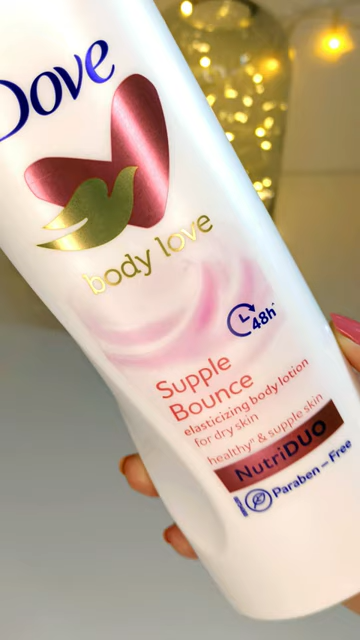 Dove
body love
48h*
Supple
Bounce
elasticizing body lotion
for dry skin
healthy* & supple skin
NutriDUO
Paraben – Free